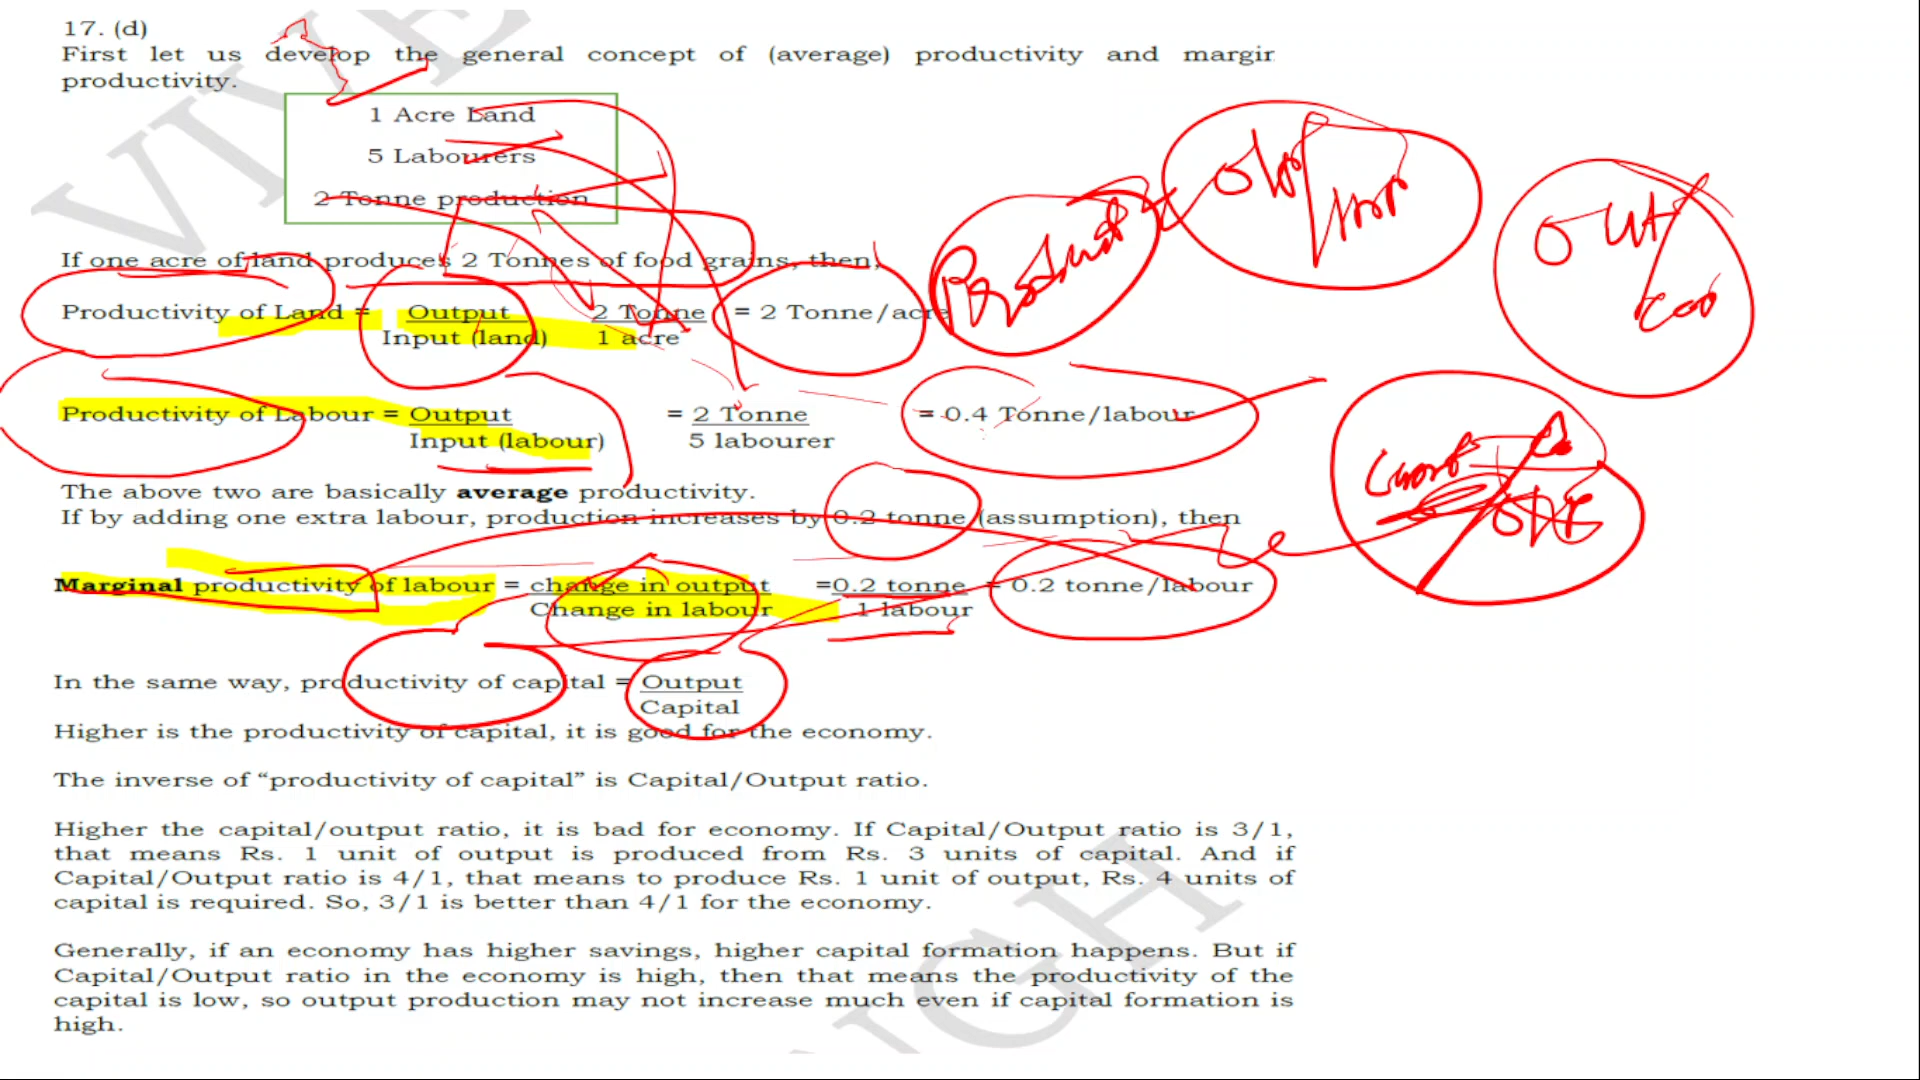 17. (d)
First let us develop the general concept of (average) productivity and margir
productivity.
1 Acre Land
5 Labourers
2 Tonne production
If one acre of land produces 2 Tonnes of food grains, then,
Productivity of Land = Output 2 Tonne = 2 Tonne/acre
Input (land) 1 acre
Productivity of Labour = Output = 2 Tonne = 0.4 Tonne/labour
Input (labour) 5 labourer
The above two are basically average productivity.
If by adding one extra labour, production increases by 0.2 tonne (assumption), then
Marginal productivity of labour = change in output =0.2 tonne = 0.2 tonne/labour
Change in labour 1 labour
In the same way, productivity of capital = Output
Capital
Higher is the productivity of capital, it is good for the economy.
The inverse of “productivity of capital” is Capital/Output ratio.
Higher the capital/output ratio, it is bad for economy. If Capital/Output ratio is 3/1,
that means Rs. 1 unit of output is produced from Rs. 3 units of capital. And if
Capital/Output ratio is 4/1, that means to produce Rs. 1 unit of output, Rs. 4 units of
capital is required. So, 3/1 is better than 4/1 for the economy.
Generally, if an economy has higher savings, higher capital formation happens. But if
Capital/Output ratio in the economy is high, then that means the productivity of the
capital is low, so output production may not increase much even if capital formation is
high.